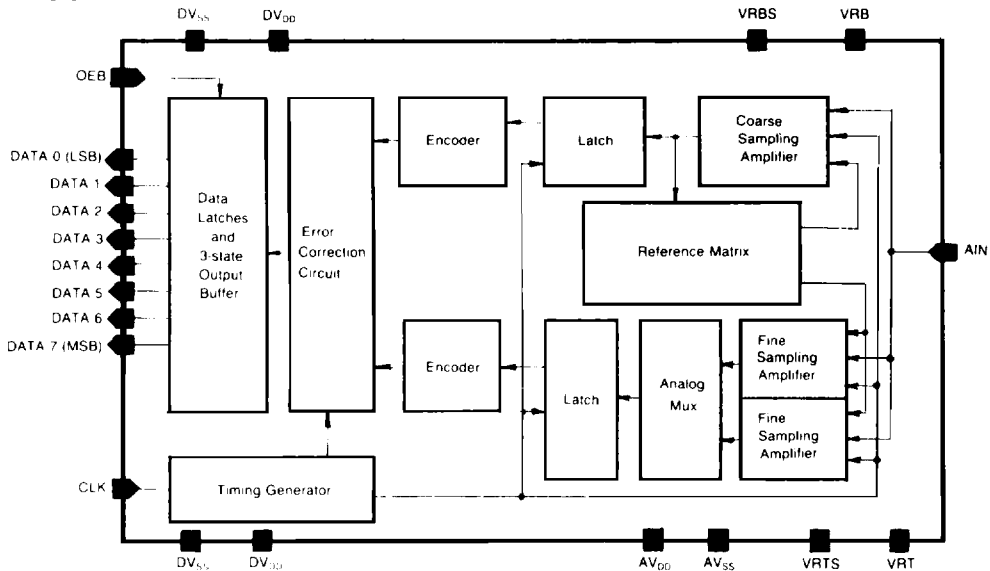 DVSS
DVDD
VRBS
VRB
OEB
DATA 0 (LSB)
DATA 1
DATA 2
DATA 3
DATA 4
DATA 5
DATA 6
DATA 7 (MSB)
Data
Latches
and
3-state
Output
Buffer
Error
Correction
Circuit
Encoder
Latch
Coarse
Sampling
Amplifier
Reference Matrix
AIN
Encoder
Latch
Analog
Mux
Fine
Sampling
Amplifier
Fine
Sampling
Amplifier
CLK
Timing Generator
DVSS
DVDD
AVDD
AVSS
VRTS
VRT